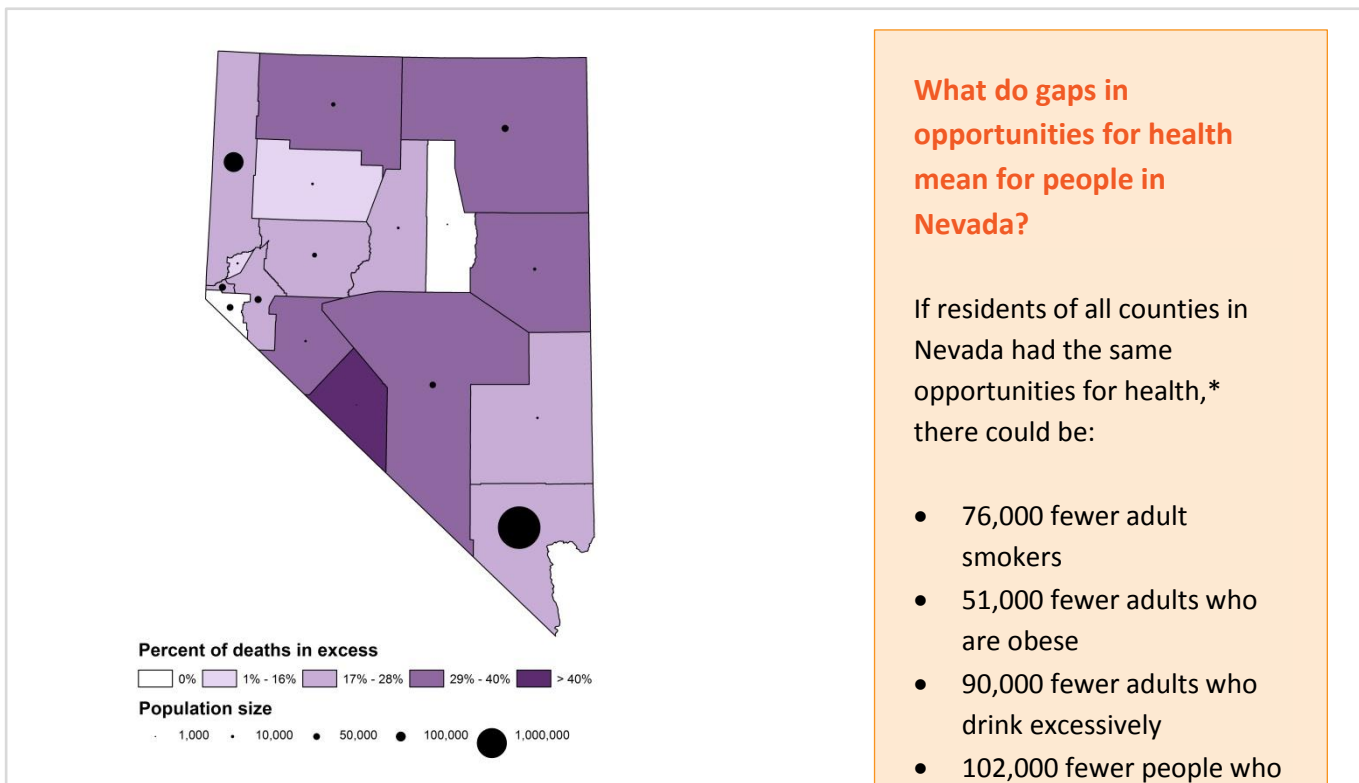 What do gaps in
opportunities for health
mean for people in
Nevada?
If residents of all counties in
Nevada had the same
opportunities for health,*
there could be:
• 76,000 fewer adult
smokers
• 51,000 fewer adults who
are obese
• 90,000 fewer adults who
drink excessively
• 102,000 fewer people who
Percent of deaths in excess
0% 1% - 16% 17% - 28% 29% - 40% > 40%
Population size
1,000 10,000 50,000 100,000 1,000,000